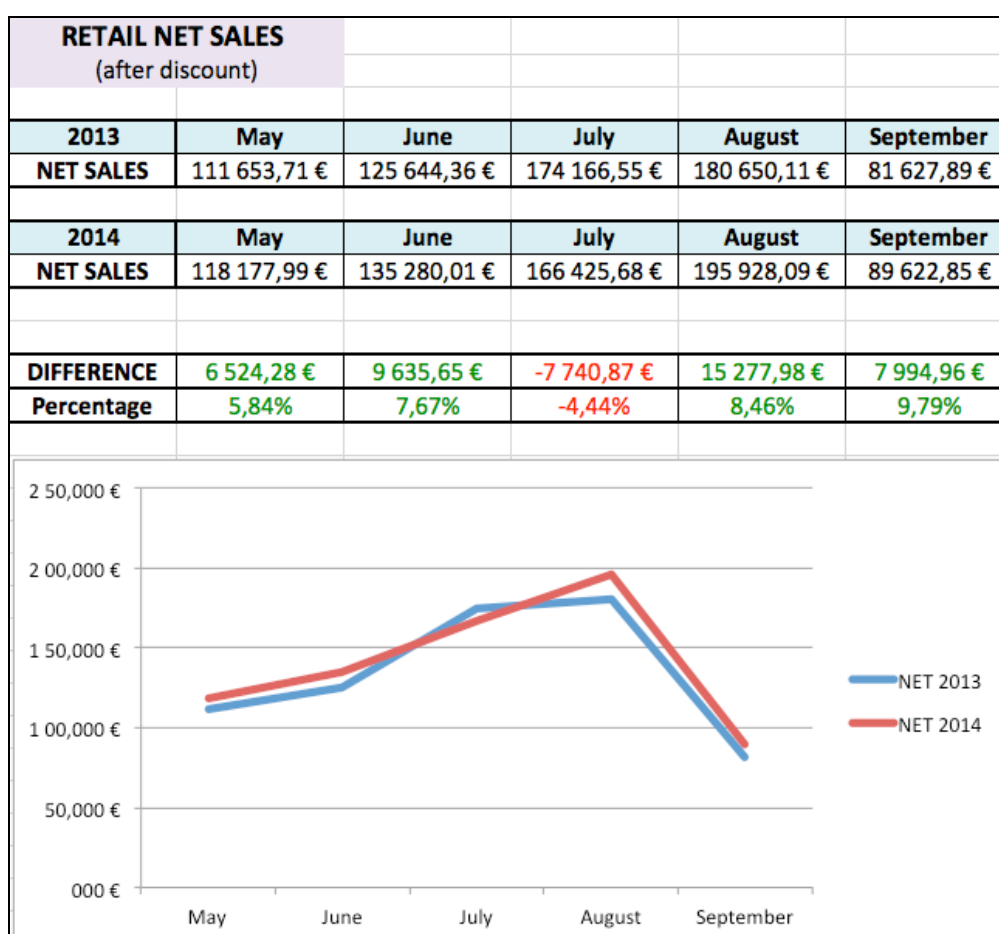 RETAIL NET SALES
(after discount)
2013 May June July August September
NET SALES 111 653,71 € 125 644,36 € 174 166,55 € 180 650,11 € 81 627,89 €
2014 May June July August September
NET SALES 118 177,99 € 135 280,01 € 166 425,68 € 195 928,09 € 89 622,85 €
DIFFERENCE 6 524,28 € 9 635,65 € -7 740,87 € 15 277,98 € 7 994,96 €
Percentage 5,84% 7,67% -4,44% 8,46% 9,79%
2 50,000 €
2 00,000 €
1 50,000 €
1 00,000 €
50,000 €
000 €
May June July August September
NET 2013
NET 2014